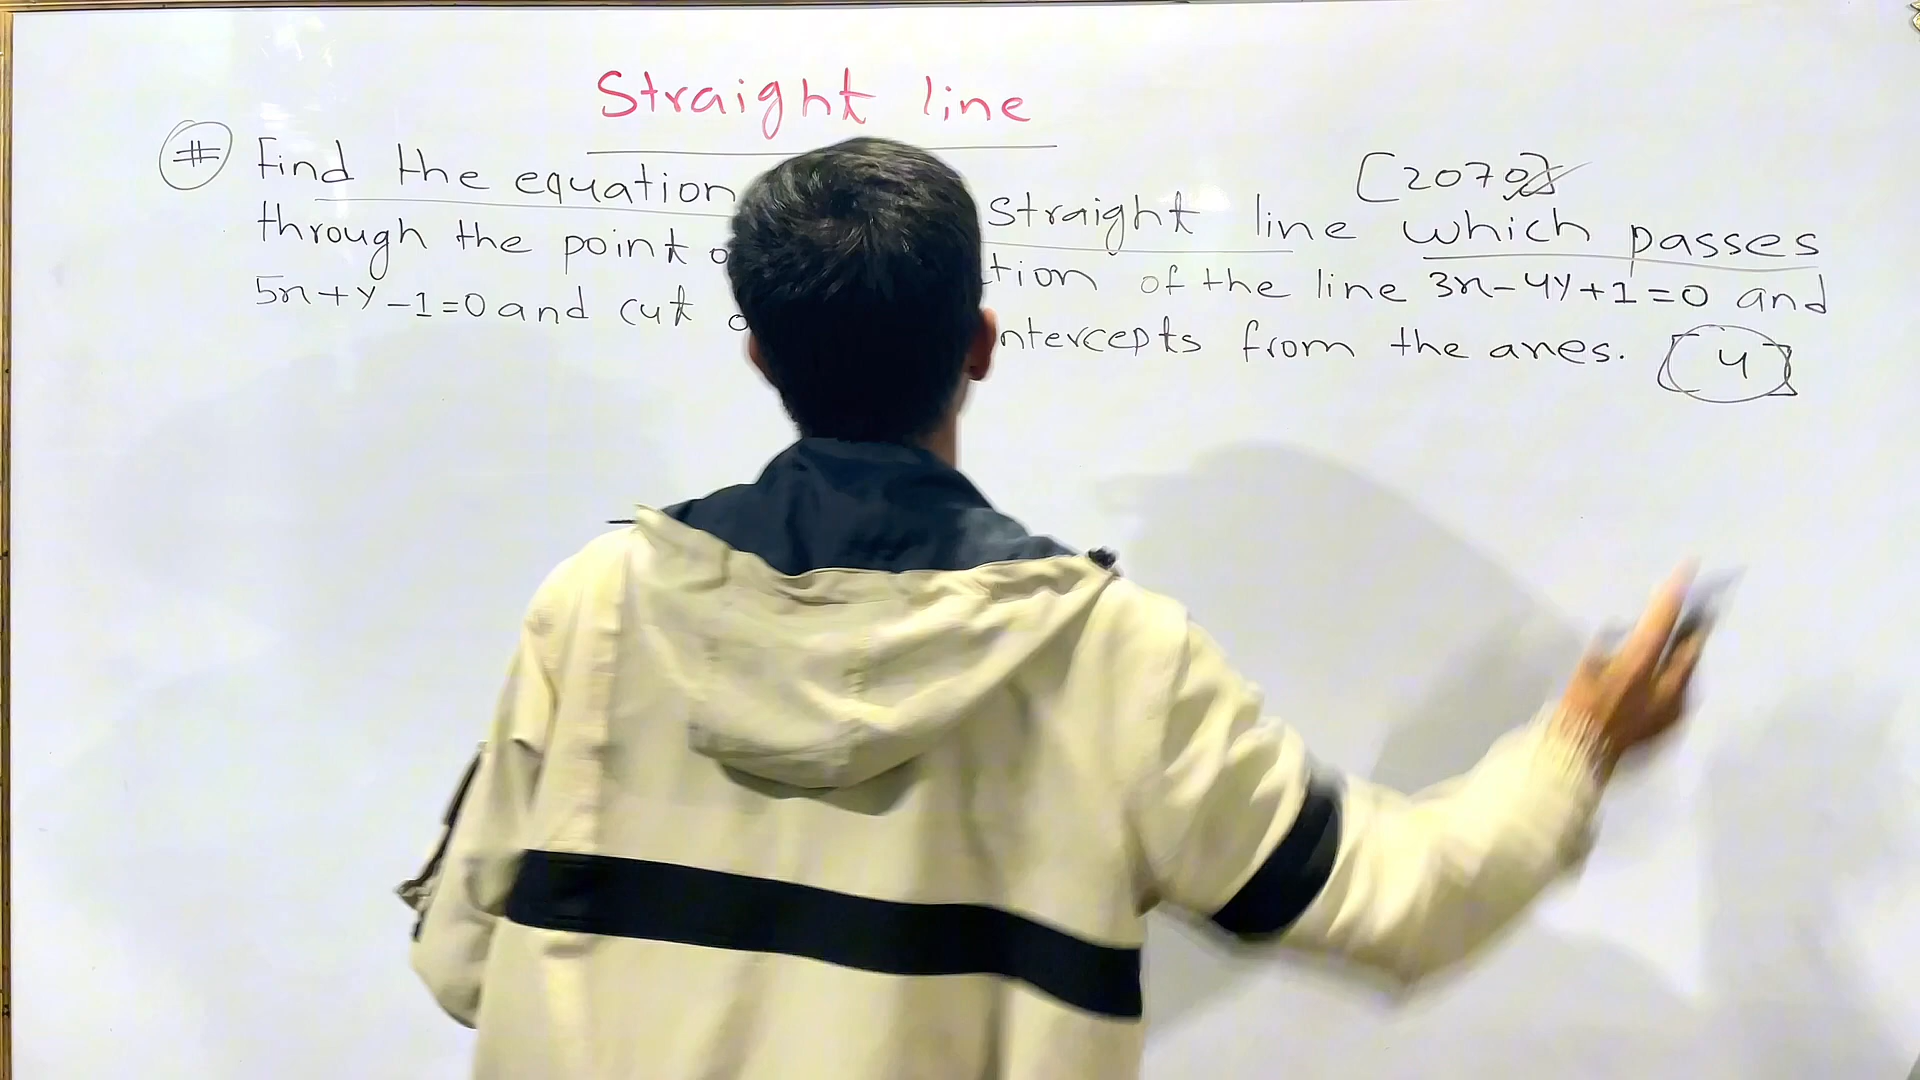 Straight line
# Find the equation straight line which passes [2070]
through the point tion of the line 3x-4y+1=0 and
5x+y-1=0 and cut ntercepts from the axes. [4]